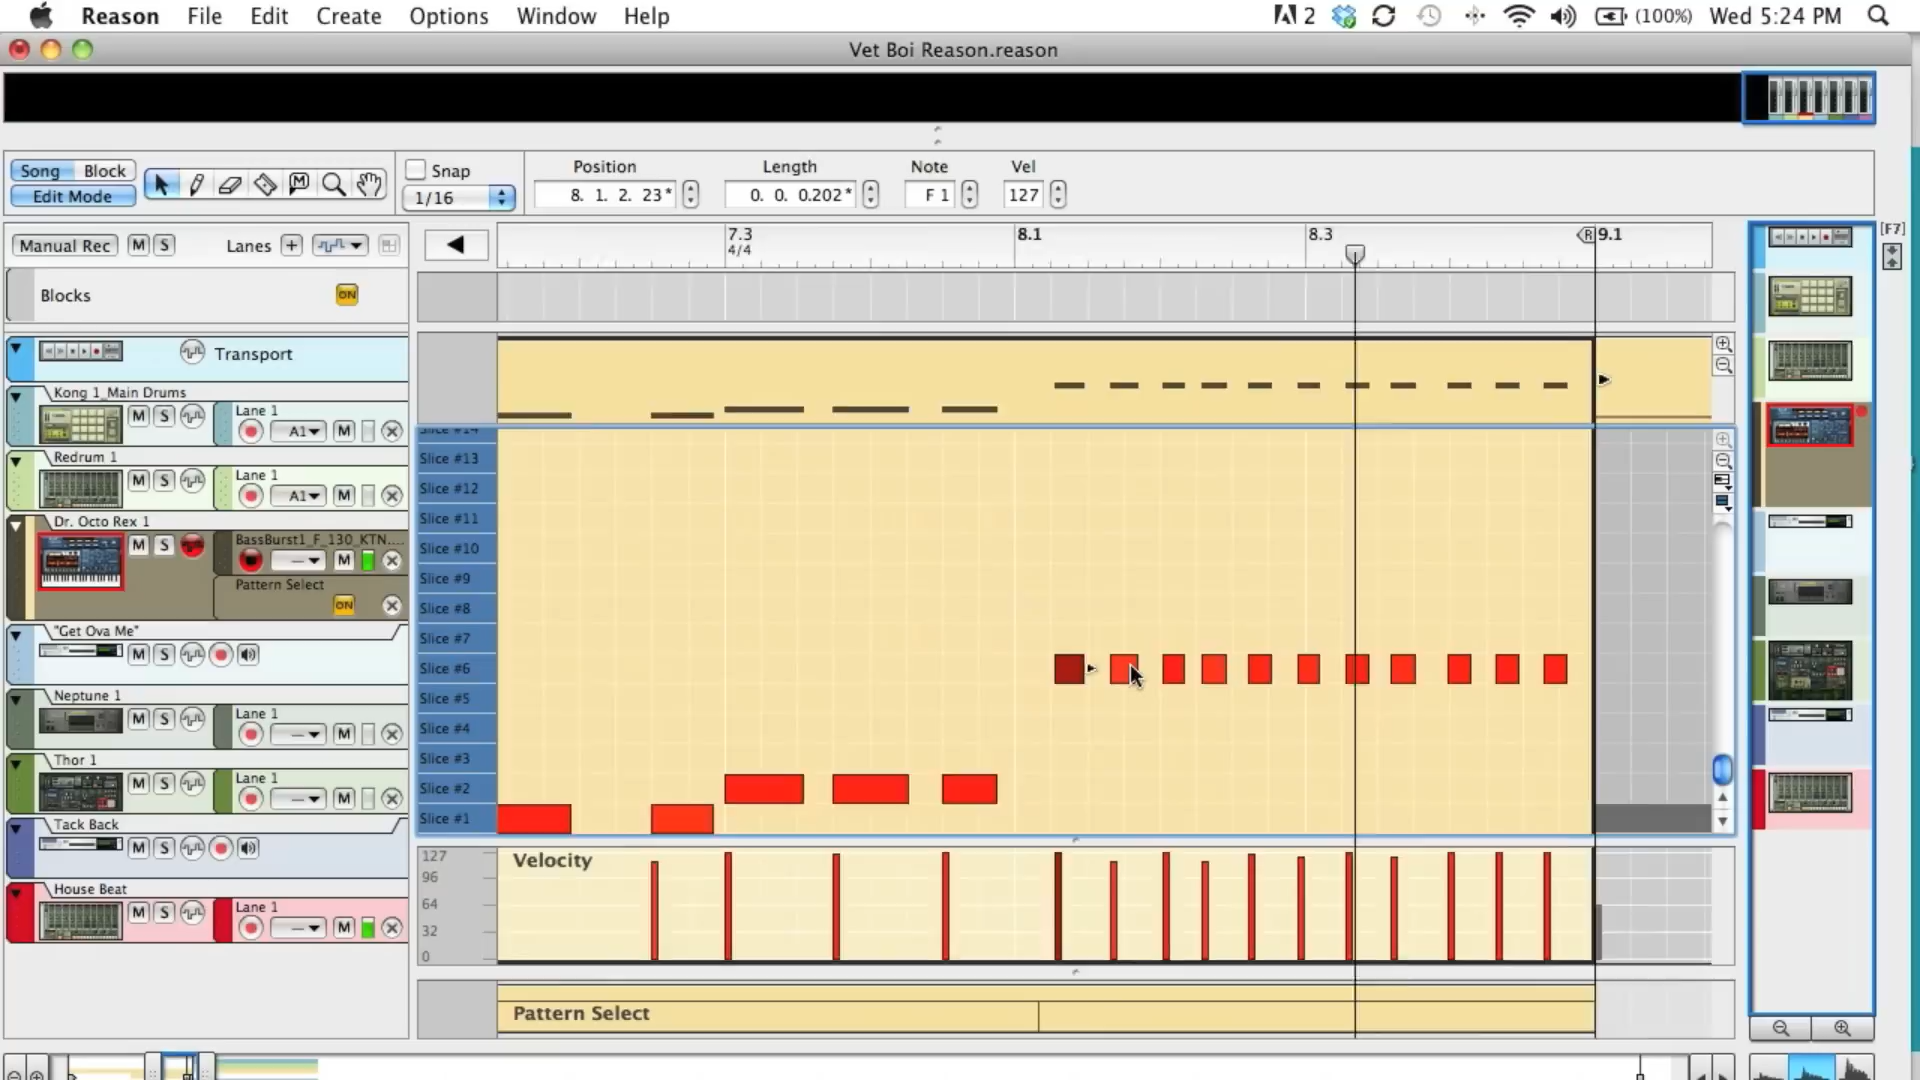 Reason File Edit Create Options Window Help
2 (100%) Wed 5:24 PM
Vet Boi Reason.reason
Song Block
Edit Mode
Snap
1/16
Position Length Note Vel
8. 1. 2. 23* 0. 0. 0.202* F 1 127
Manual Rec M S Lanes
7.3 8.1 8.3 R 9.1
4/4
[F7]
Blocks ON
Transport
Kong 1_Main Drums
M S Lane 1
A1 M
Redrum 1
M S Lane 1
A1 M
Dr. Octo Rex 1
M S BassBurst1_F_130_KTN....
M
Pattern Select
ON
"Get Ova Me"
M S
Neptune 1
M S Lane 1
M
Thor 1
M S Lane 1
M
Tack Back
M S
House Beat
M S Lane 1
M
Slice #14
Slice #13
Slice #12
Slice #11
Slice #10
Slice #9
Slice #8
Slice #7
Slice #6
Slice #5
Slice #4
Slice #3
Slice #2
Slice #1
127 Velocity
96
64
32
0
Pattern Select